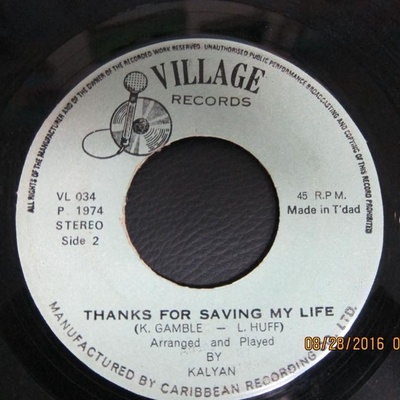 ALL RIGHTS OF THE MANUFACTURER AND OF THE OWNER OF THE RECORDED WORK RESERVED. UNAUTHORISED PUBLIC PERFORMANCE BROADCASTING AND COPYING OF THIS RECORD PROHIBITED
VILLAGE
RECORDS
VL 034
P. 1974
STEREO
Side 2
45 R.P.M.
Made in T'dad
THANKS FOR SAVING MY LIFE
(K. GAMBLE – L. HUFF)
Arranged and Played
BY
KALYAN
MANUFACTURED BY CARIBBEAN RECORDING CO. LTD.
08/28/2016